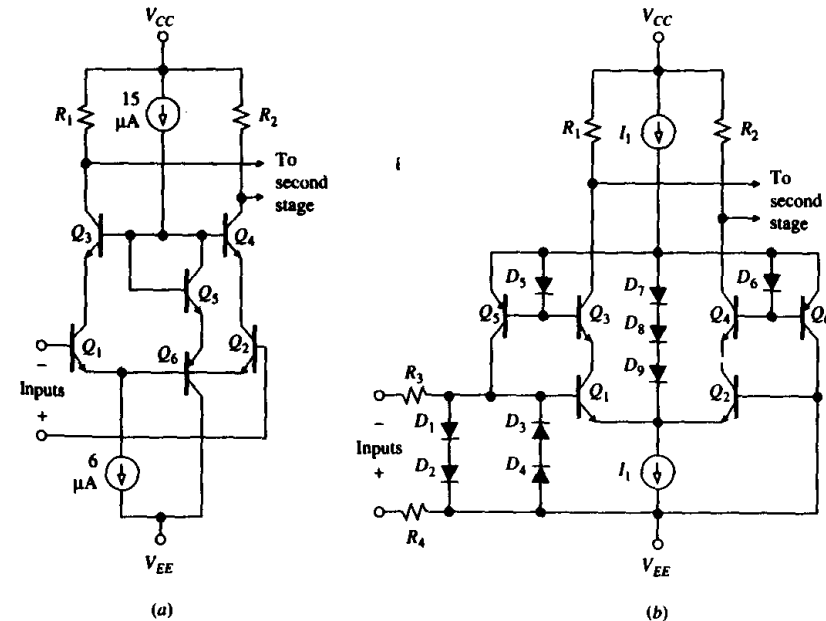 V_CC
15
μA
R_1
R_2
To
second
stage
Q_3
Q_4
Q_5
Q_1
Q_6
Q_2
−
Inputs
+
6
μA
V_EE
(a)
V_CC
R_1
I_1
R_2
To
second
stage
D_5
D_7
D_6
Q_5
Q_3
D_8
Q_4
Q_6
D_9
R_3
Q_1
Q_2
−
D_1
D_3
Inputs
D_2
D_4
I_1
+
R_4
V_EE
(b)